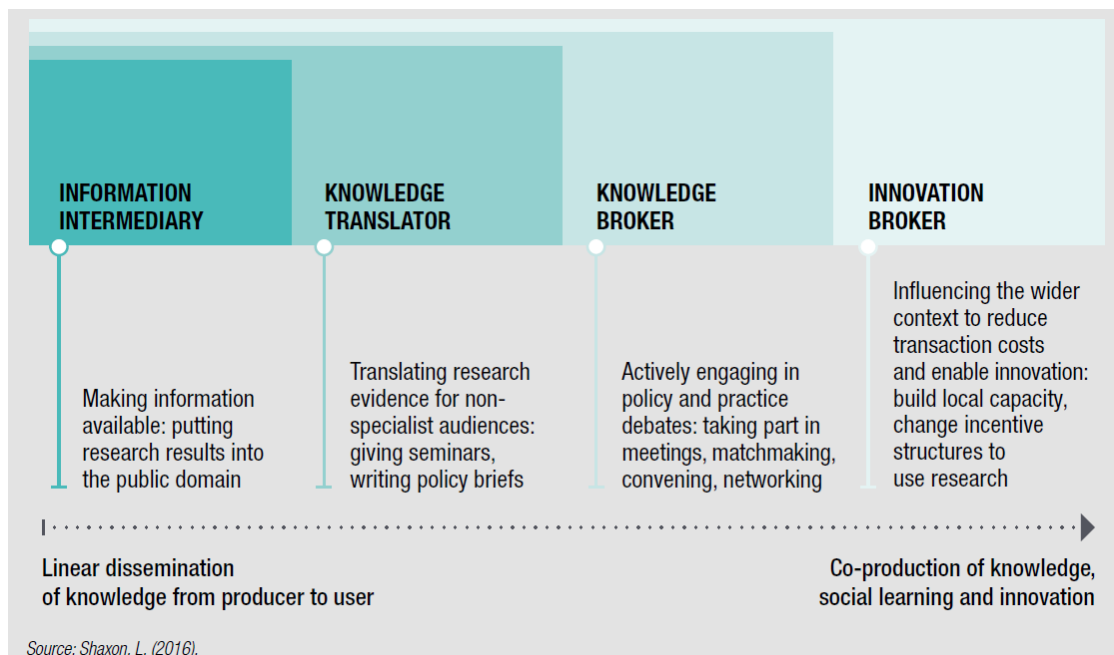 INFORMATION
INTERMEDIARY
KNOWLEDGE
TRANSLATOR
KNOWLEDGE
BROKER
INNOVATION
BROKER
Making information
available: putting
research results into
the public domain
Translating research
evidence for non-
specialist audiences:
giving seminars,
writing policy briefs
Actively engaging in
policy and practice
debates: taking part in
meetings, matchmaking,
convening, networking
Influencing the wider
context to reduce
transaction costs
and enable innovation:
build local capacity,
change incentive
structures to
use research
Linear dissemination
of knowledge from producer to user
Co-production of knowledge,
social learning and innovation
Source: Shaxon, L. (2016).